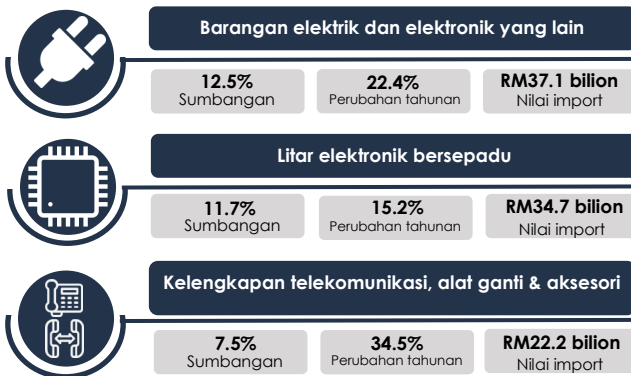 Barangan elektrik dan elektronik yang lain
12.5% 22.4% RM37.1 bilion
Sumbangan Perubahan tahunan Nilai import
Litar elektronik bersepadu
11.7% 15.2% RM34.7 billion
Sumbangan Perubahan tahunan Nilai import
Kelengkapan telekomunikasi, alat ganti & aksesori
7.5% 34.5% RM22.2 billion
Sumbangan Perubahan tahunan Nilai import